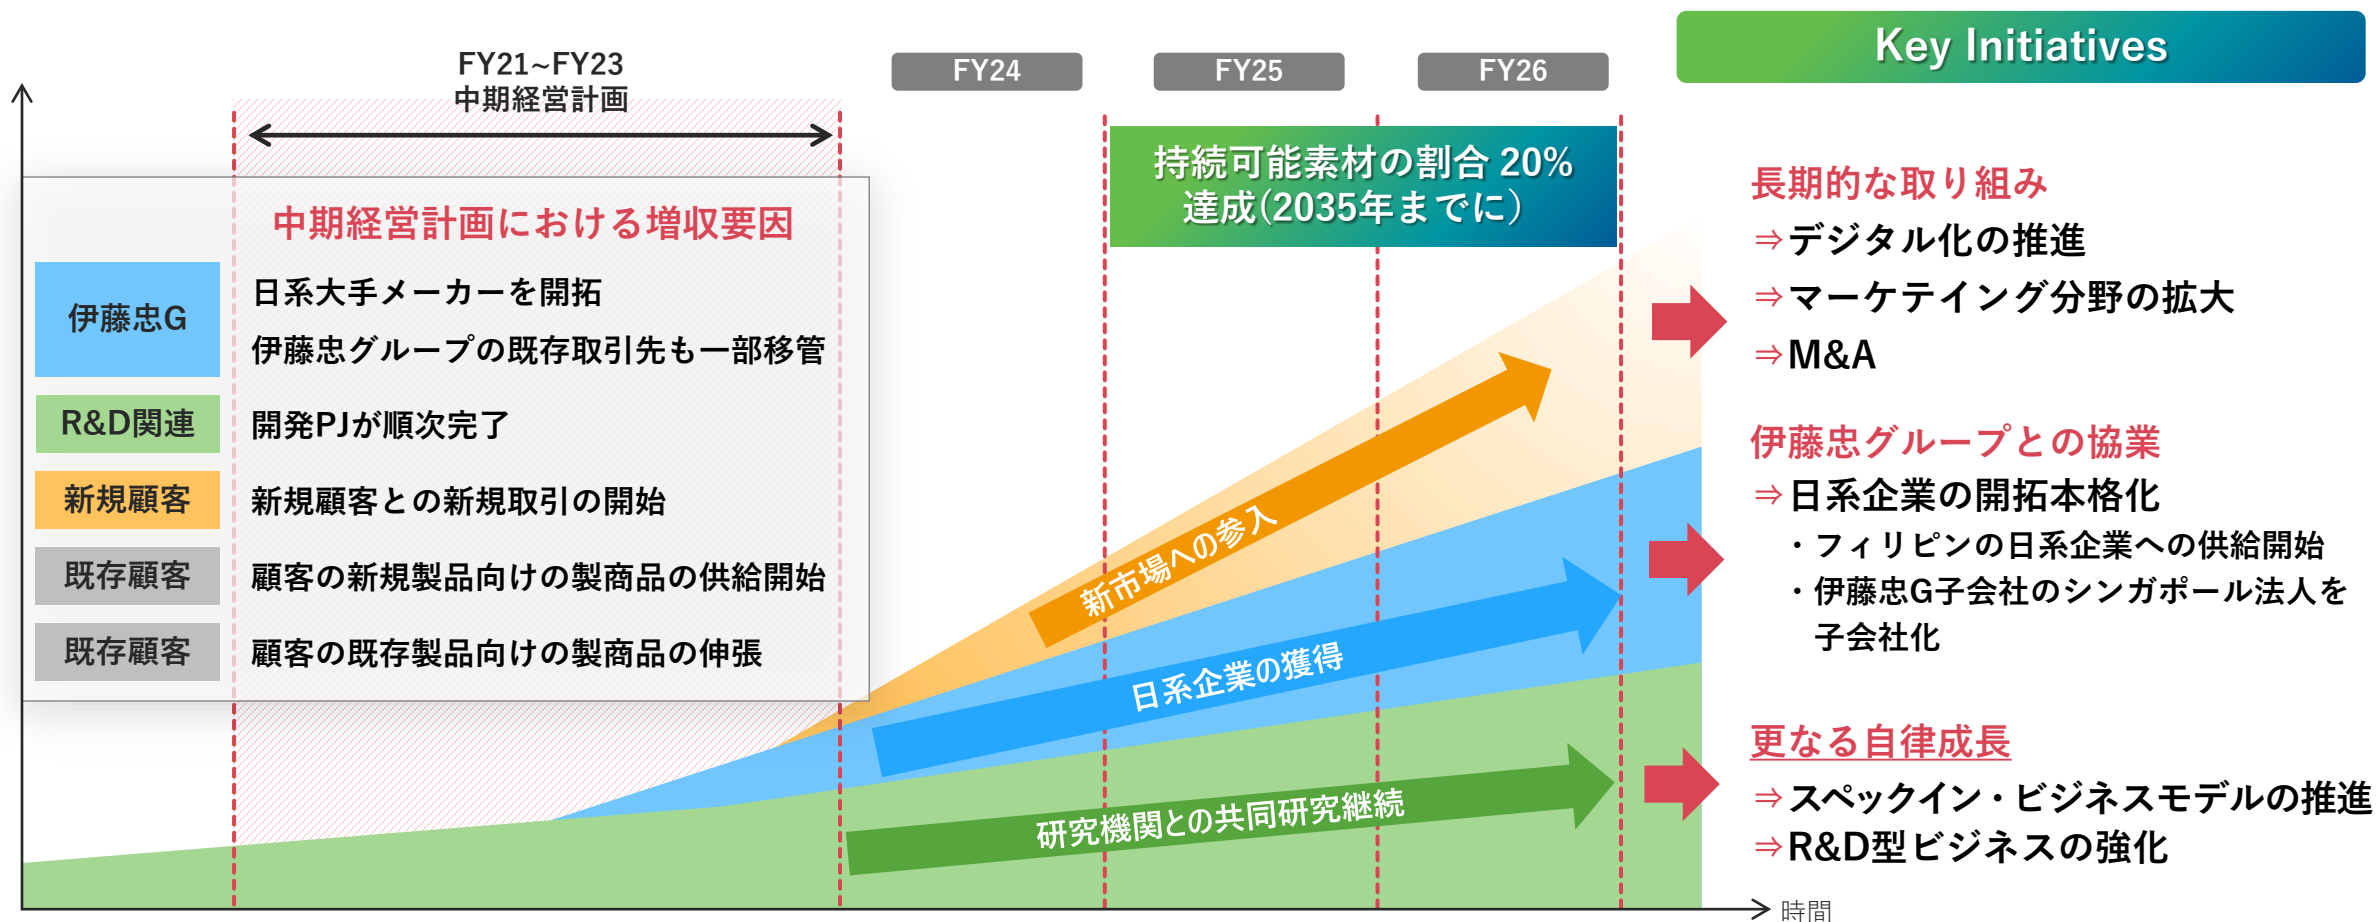 FY21~FY23
中期経営計画
FY24
FY25
FY26
Key Initiatives
持続可能素材の割合 20%
達成(2035年までに)
中期経営計画における増収要因
伊藤忠G
日系大手メーカーを開拓
伊藤忠グループの既存取引先も一部移管
R&D関連
開発PJが順次完了
新規顧客
新規顧客との新規取引の開始
既存顧客
顧客の新規製品向けの製商品の供給開始
既存顧客
顧客の既存製品向けの製商品の伸張
新市場への参入
日系企業の獲得
研究機関との共同研究継続
時間
長期的な取り組み
⇒デジタル化の推進
⇒マーケテイング分野の拡大
⇒M&A
伊藤忠グループとの協業
⇒日系企業の開拓本格化
・フィリピンの日系企業への供給開始
・伊藤忠G子会社のシンガポール法人を
子会社化
更なる自律成長
⇒スペックイン・ビジネスモデルの推進
⇒R&D型ビジネスの強化